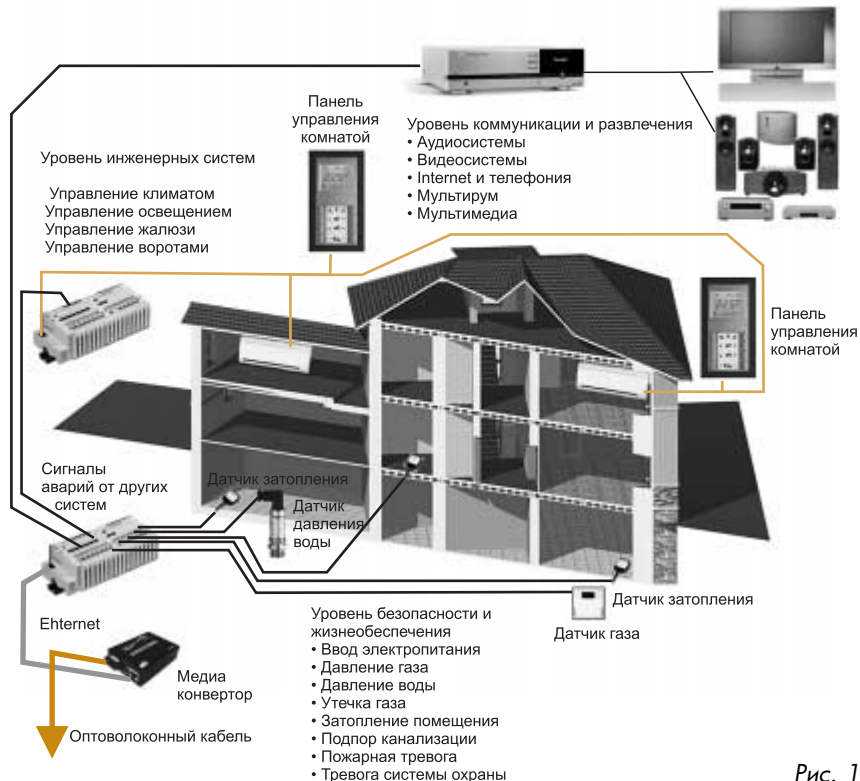 Панель
управления
комнатой
Уровень коммуникации и развлечения
• Аудиосистемы
• Видеосистемы
• Internet и телефония
• Мультирум
• Мультимедиа
Уровень инженерных систем
Управление климатом
Управление освещением
Управление жалюзи
Управление воротами
Панель
управления
комнатой
Сигналы
аварий от других
систем
Датчик затопления
Датчик
давления
воды
Датчик затопления
Датчик газа
Ehternet
Медиа
конвертор
Оптоволоконный кабель
Уровень безопасности и
жизнеобеспечения
• Ввод электропитания
• Давление газа
• Давление воды
• Утечка газа
• Затопление помещения
• Подпор канализации
• Пожарная тревога
• Тревога системы охраны
Рис. 1